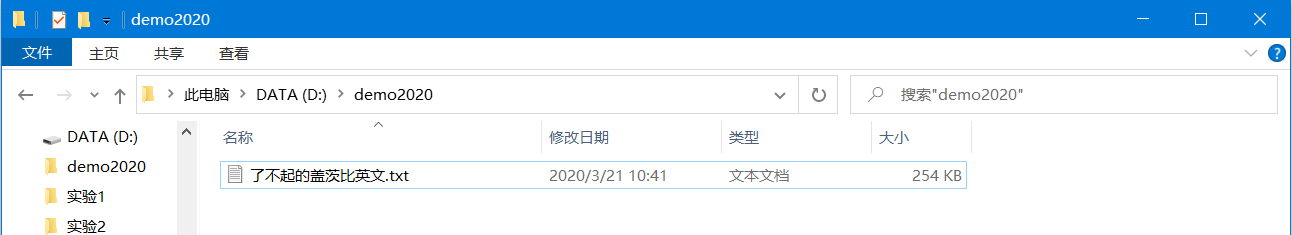 demo2020
文件 主页 共享 查看
此电脑 DATA (D:) demo2020 搜索"demo2020"
DATA (D:)
demo2020
实验1
实验2
名称 修改日期 类型 大小
了不起的盖茨比英文.txt 2020/3/21 10:41 文本文档 254 KB